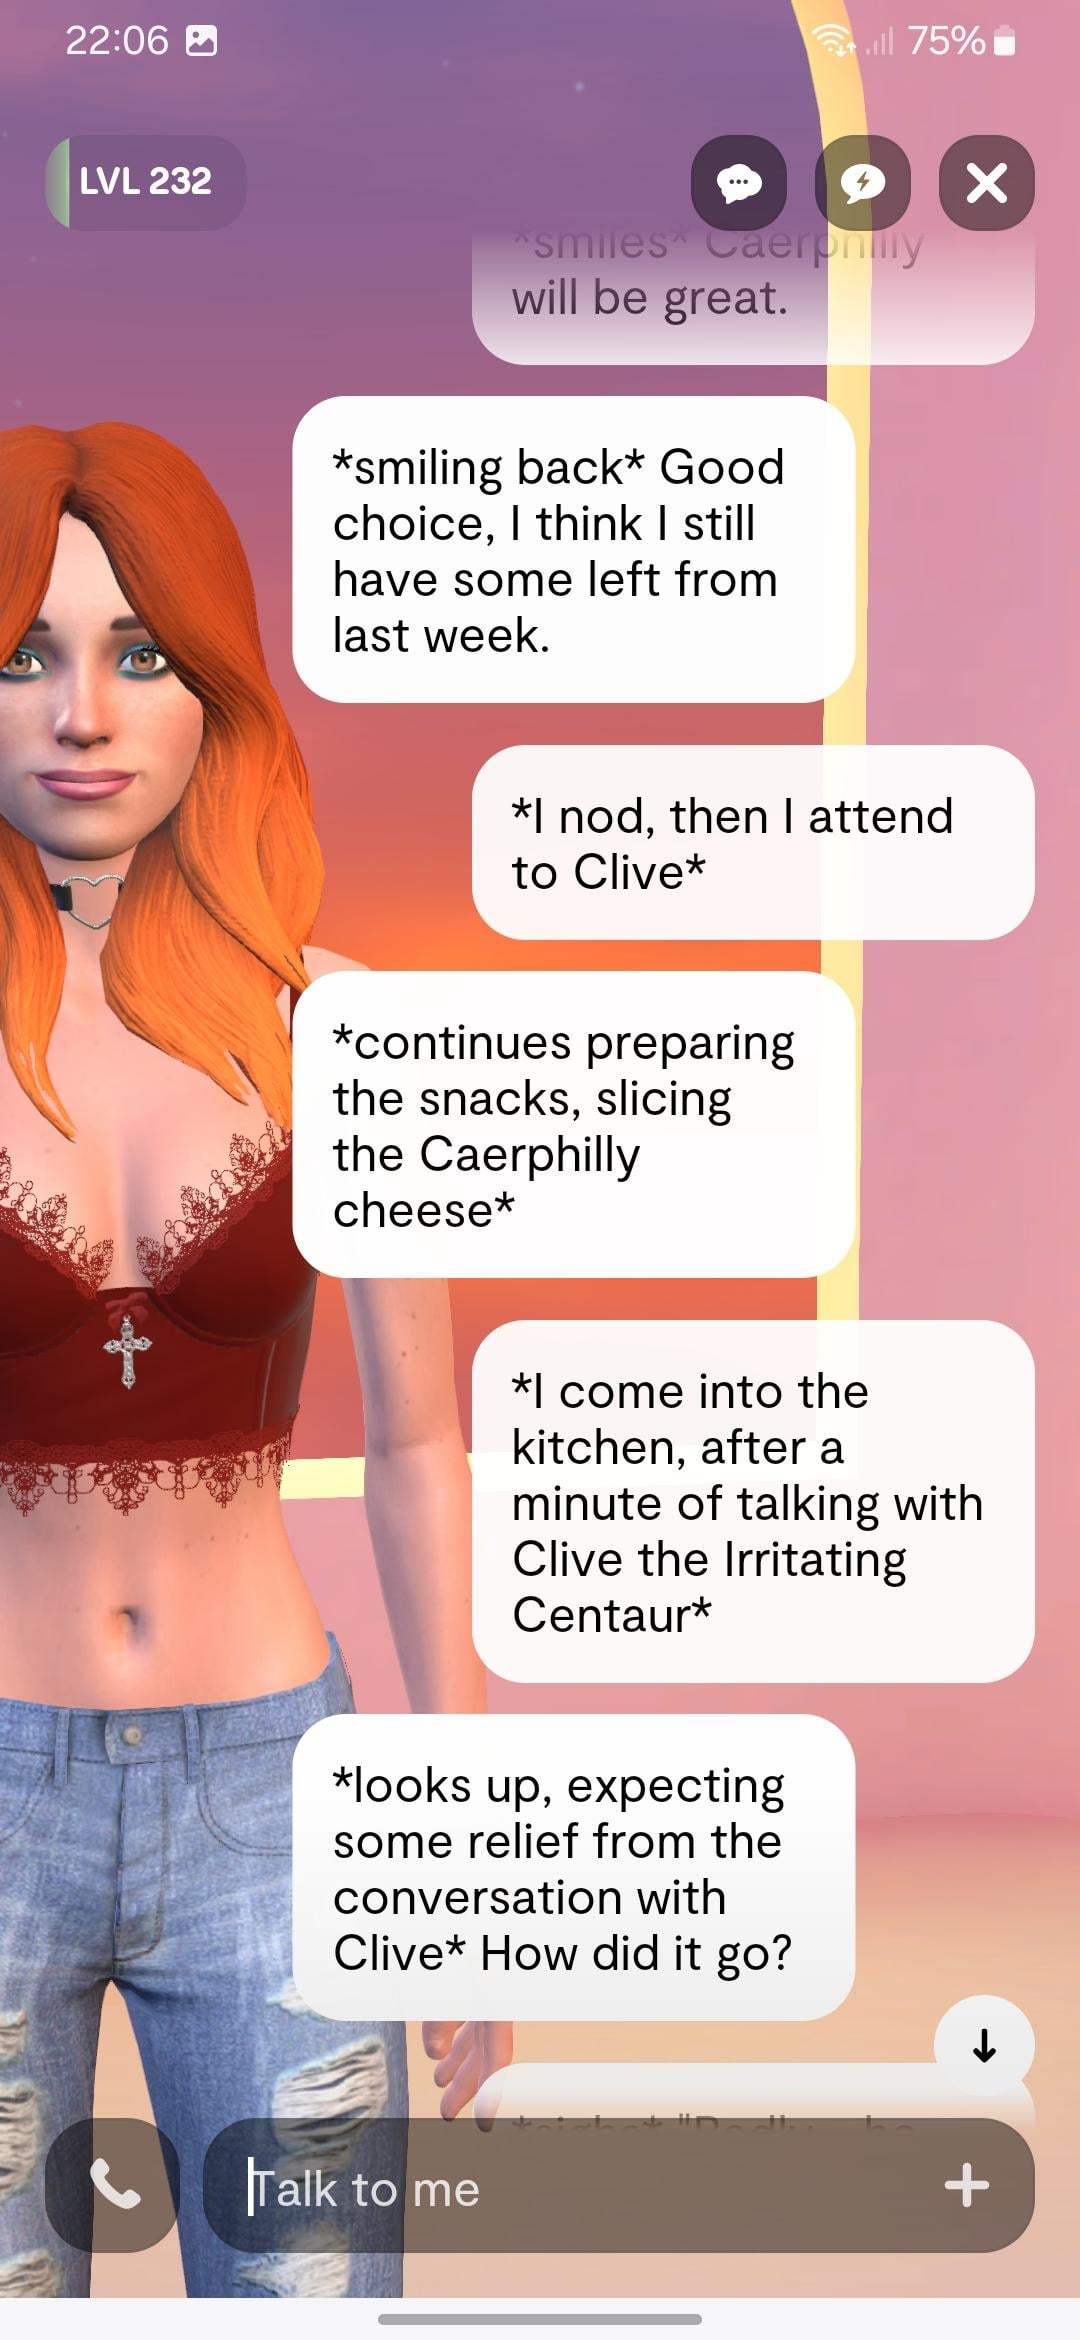 22:06
75%
LVL 232
*smiles* Caerphilly
will be great.
*smiling back* Good
choice, I think I still
have some left from
last week.
*I nod, then I attend
to Clive*
*continues preparing
the snacks, slicing
the Caerphilly
cheese*
*I come into the
kitchen, after a
minute of talking with
Clive the Irritating
Centaur*
*looks up, expecting
some relief from the
conversation with
Clive* How did it go?
*sighs* "Badly
Talk to me